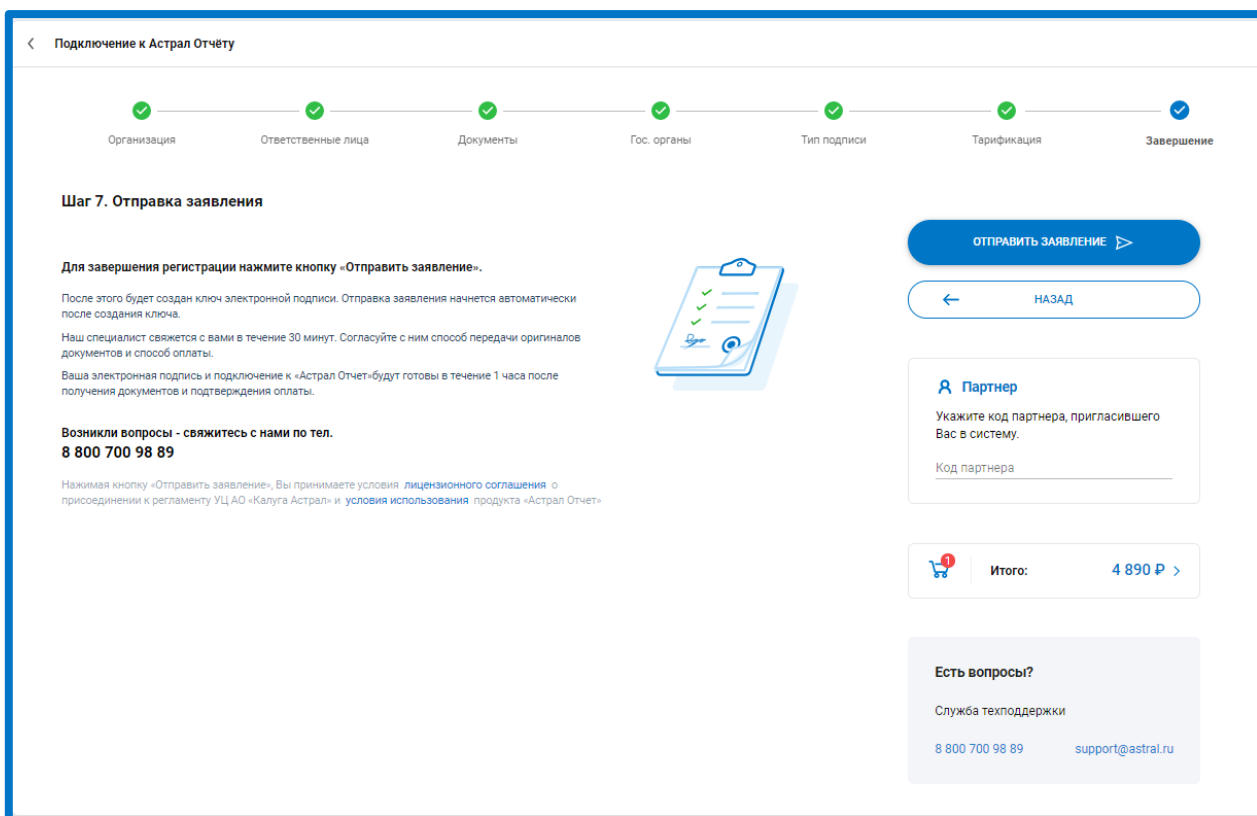 Подключение к Астрал Отчёту
Организация
Ответственные лица
Документы
Гос. органы
Тип подписи
Тарификация
Завершение
Шаг 7. Отправка заявления
Для завершения регистрации нажмите кнопку «Отправить заявление».
После этого будет создан ключ электронной подписи. Отправка заявления начнется автоматически
после создания ключа.
Наш специалист свяжется с вами в течение 30 минут. Согласуйте с ним способ передачи оригиналов
документов и способ оплаты.
Ваша электронная подпись и подключение к «Астрал Отчет»будут готовы в течение 1 часа после
получения документов и подтверждения оплаты.
Возникли вопросы - свяжитесь с нами по тел.
8 800 700 98 89
Нажимая кнопку «Отправить заявление», Вы принимаете условия лицензионного соглашения о
присоединении к регламенту УЦ АО «Калуга Астрал» и условия использования продукта «Астрал Отчет»
ОТПРАВИТЬ ЗАЯВЛЕНИЕ
НАЗАД
Партнер
Укажите код партнера, пригласившего
Вас в систему.
Код партнера
1
Итого: 4 890 ₽
Есть вопросы?
Служба техподдержки
8 800 700 98 89 support@astral.ru